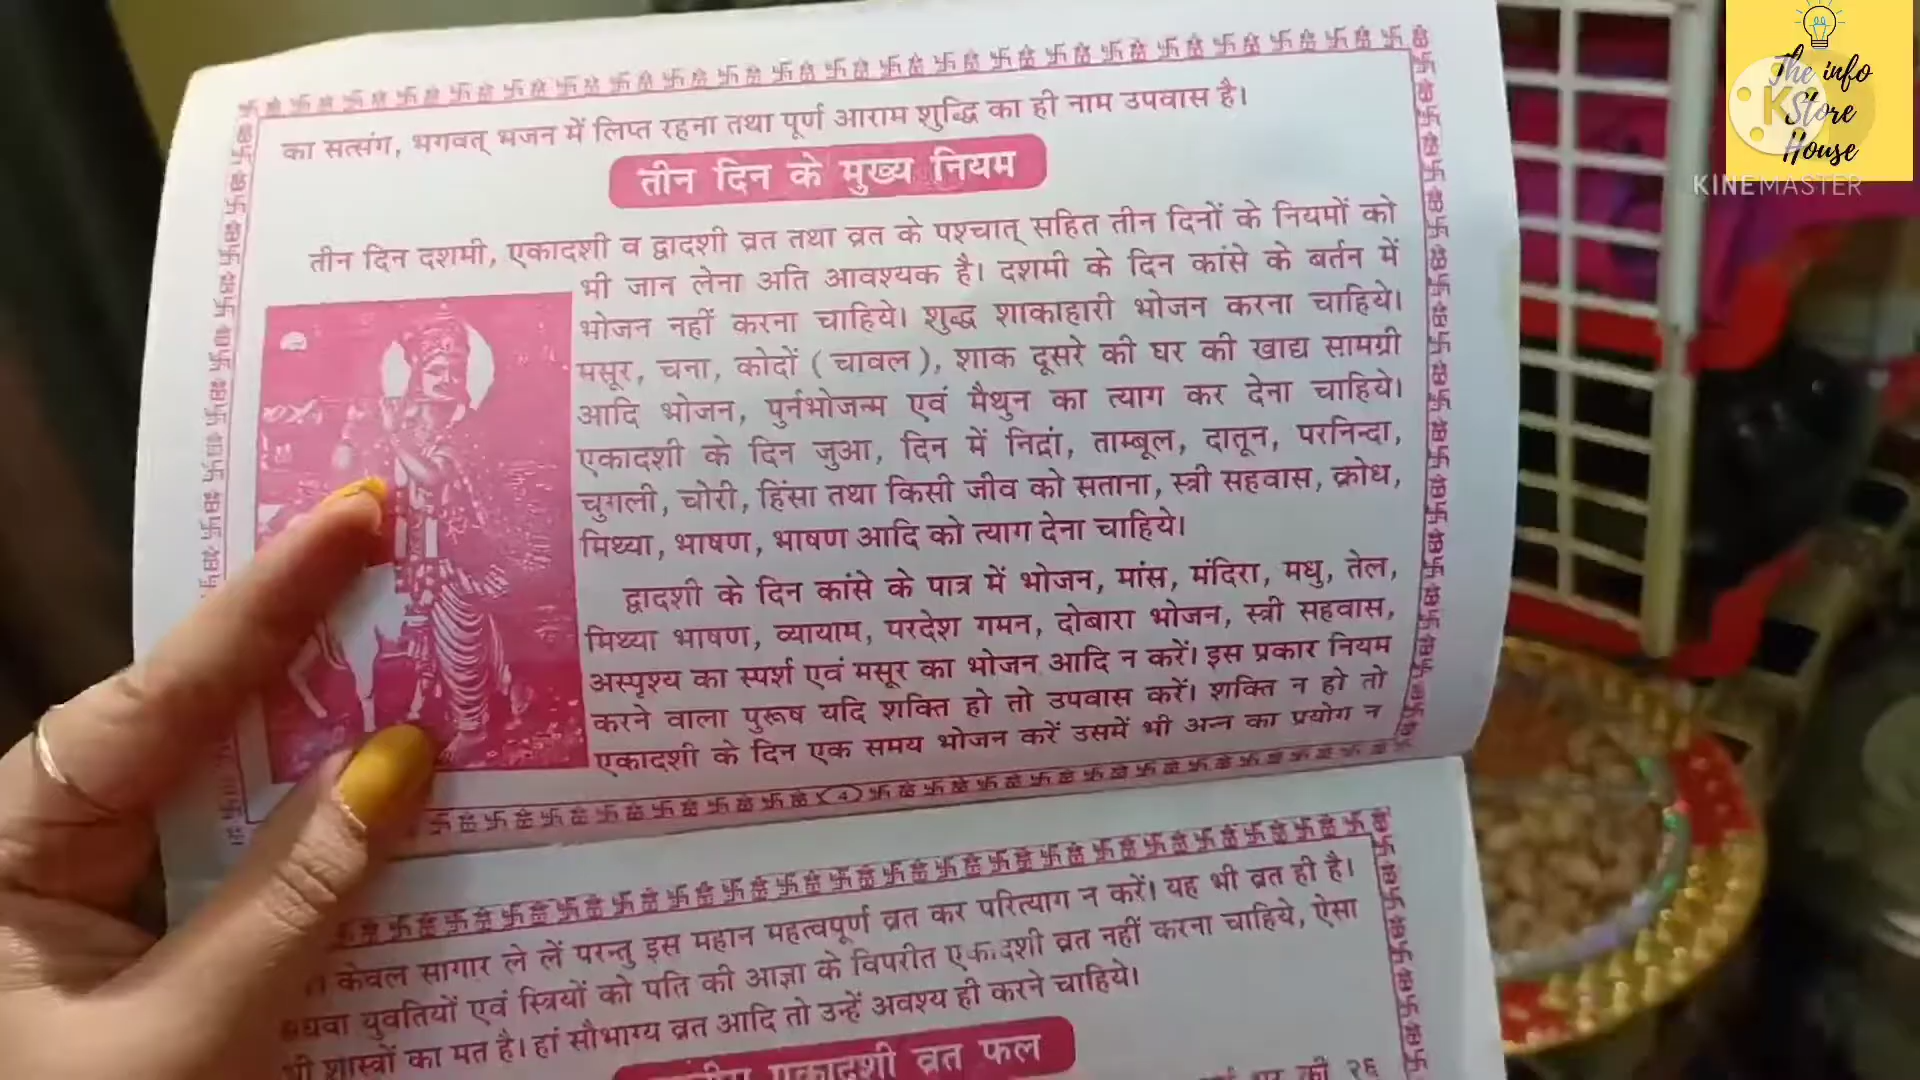 The info
Store
House
KINEMASTER
का सत्संग, भगवत् भजन में लिप्त रहना तथा पूर्ण आराम शुद्धि का ही नाम उपवास है।
तीन दिन के मुख्य नियम
तीन दिन दशमी, एकादशी व द्वादशी व्रत तथा व्रत के पश्चात् सहित तीन दिनों के नियमों को
भी जान लेना अति आवश्यक है। दशमी के दिन कांसे के बर्तन में
भोजन नहीं करना चाहिये। शुद्ध शाकाहारी भोजन करना चाहिये।
मसूर, चना, कोदों (चावल), शाक दूसरे की घर की खाद्य सामग्री
आदि भोजन, पुर्नभोजन्म एवं मैथुन का त्याग कर देना चाहिये।
एकादशी के दिन जुआ, दिन में निद्रां, ताम्बूल, दातून, परनिन्दा,
चुगली, चोरी, हिंसा तथा किसी जीव को सताना, स्त्री सहवास, क्रोध,
मिथ्या, भाषण, भाषण आदि को त्याग देना चाहिये।
द्वादशी के दिन कांसे के पात्र में भोजन, मांस, मंदिरा, मधु, तेल,
मिथ्या भाषण, व्यायाम, परदेश गमन, दोबारा भोजन, स्त्री सहवास,
अस्पृश्य का स्पर्श एवं मसूर का भोजन आदि न करें। इस प्रकार नियम
करने वाला पुरूष यदि शक्ति हो तो उपवास करें। शक्ति न हो तो
एकादशी के दिन एक समय भोजन करें उसमें भी अन्न का प्रयोग न
4
केवल सागार ले लें परन्तु इस महान महत्वपूर्ण व्रत कर परित्याग न करें। यह भी व्रत ही है।
युवतियों एवं स्त्रियों को पति की आज्ञा के विपरीत एकादशी व्रत नहीं करना चाहिये, ऐसा
शास्त्रों का मत है। हां सौभाग्य व्रत आदि तो उन्हें अवश्य ही करने चाहिये।
एकादशी व्रत फल
की २६